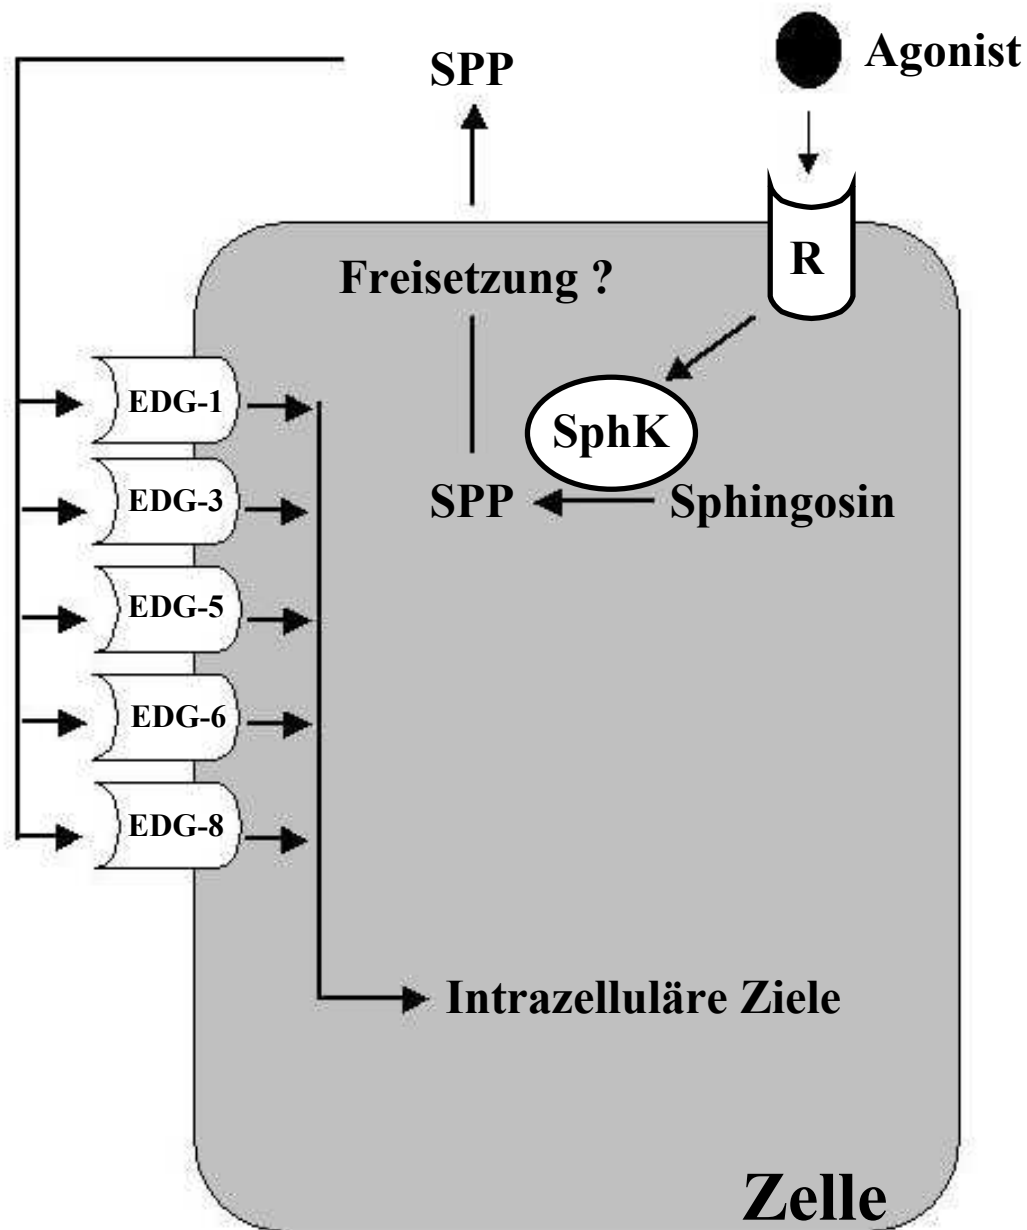 SPP
Agonist
R
Freisetzung ?
SphK
SPP
Sphingosin
EDG-1
EDG-3
EDG-5
EDG-6
EDG-8
Intrazelluläre Ziele
Zelle